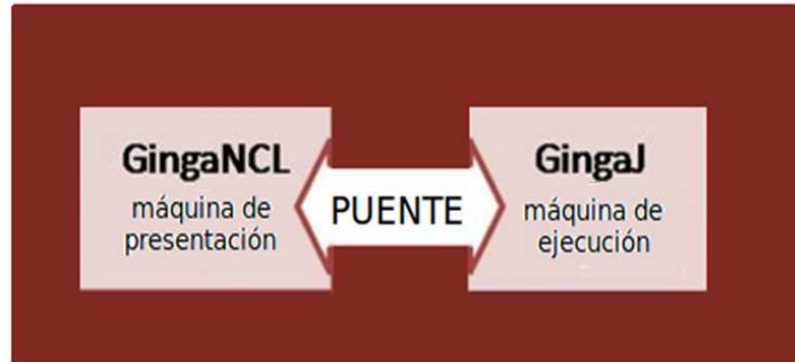 GingaNCL
máquina de
presentación
PUENTE
GingaJ
máquina de
ejecución